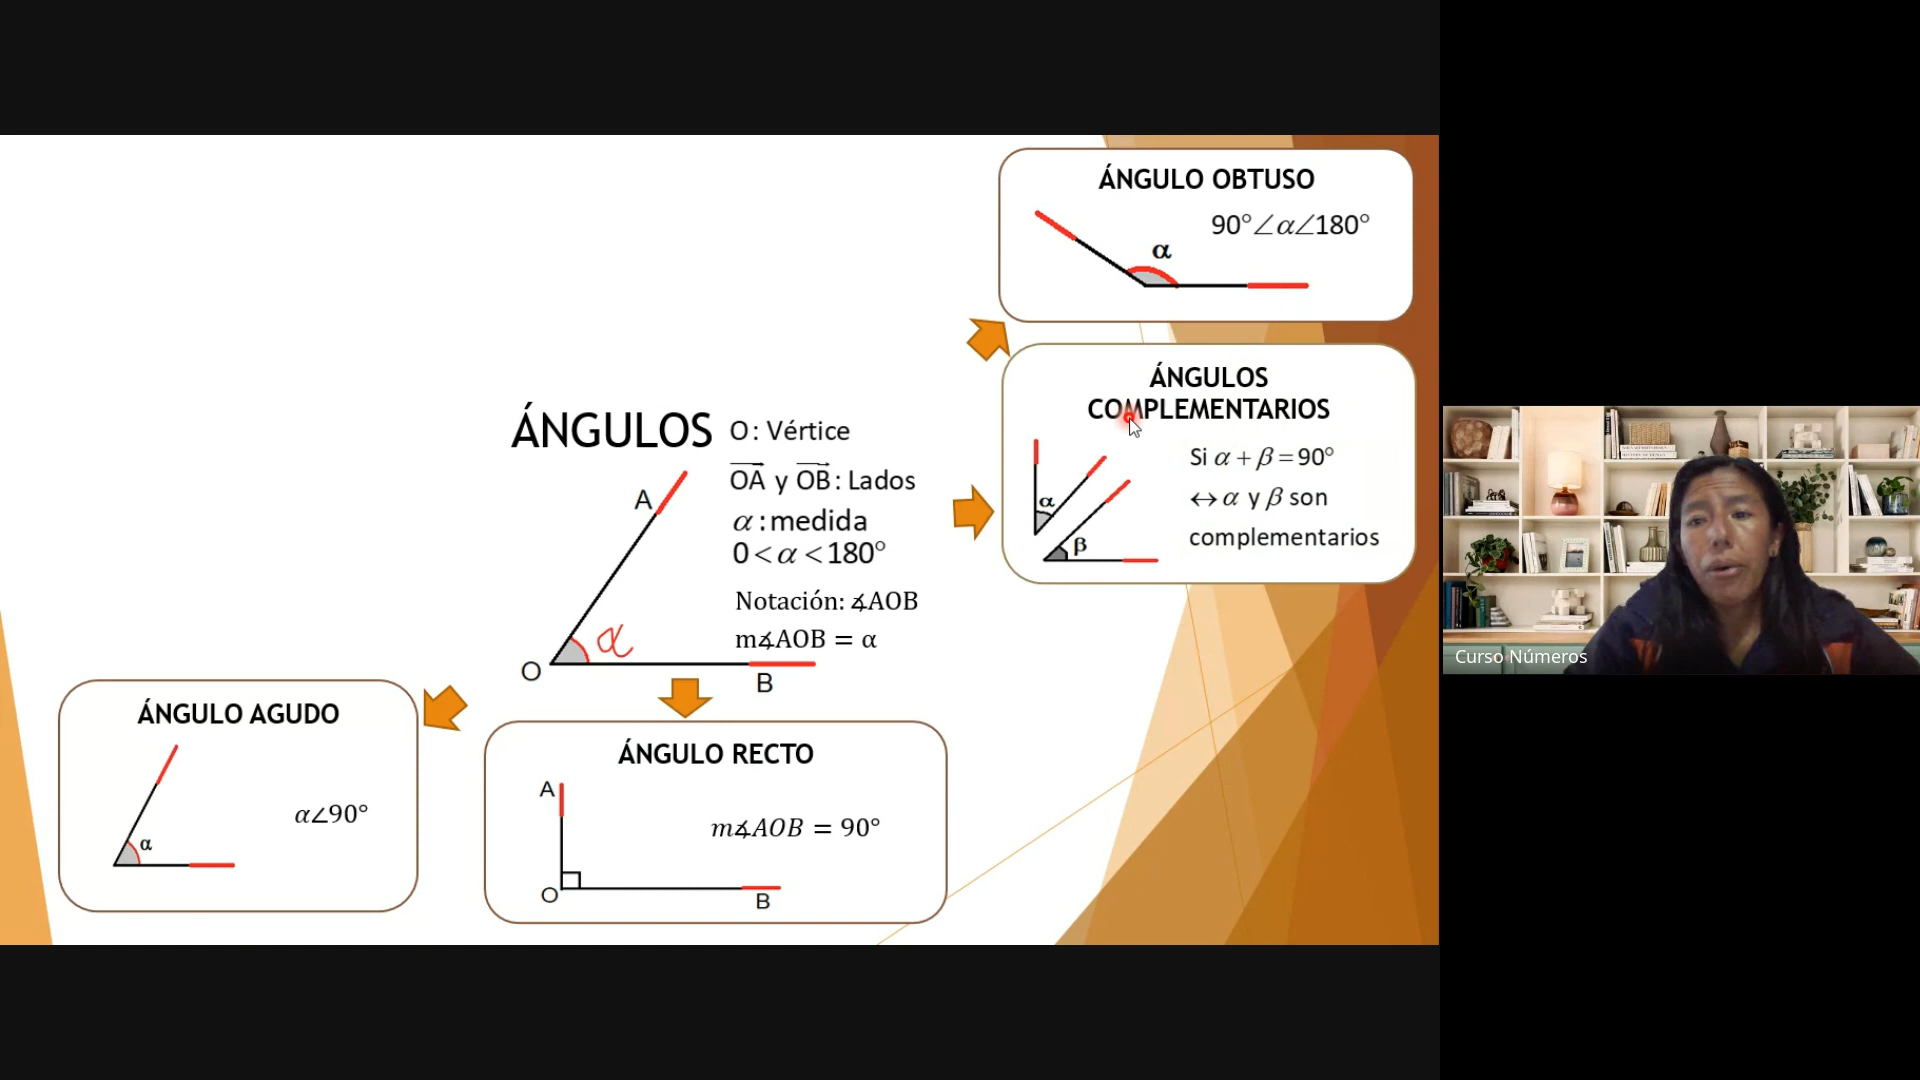 ÁNGULO OBTUSO
90°∠α∠180°
α
ÁNGULOS
COMPLEMENTARIOS
Si α + β = 90°
↔ α y β son
complementarios
α
β
ÁNGULOS
O: Vértice
OA y OB: Lados
α : medida
0 < α < 180°
Notación: ∡AOB
m∡AOB = α
A
α
O
B
ÁNGULO AGUDO
α∠90°
α
ÁNGULO RECTO
A
m∡AOB = 90°
O
B
Curso Números